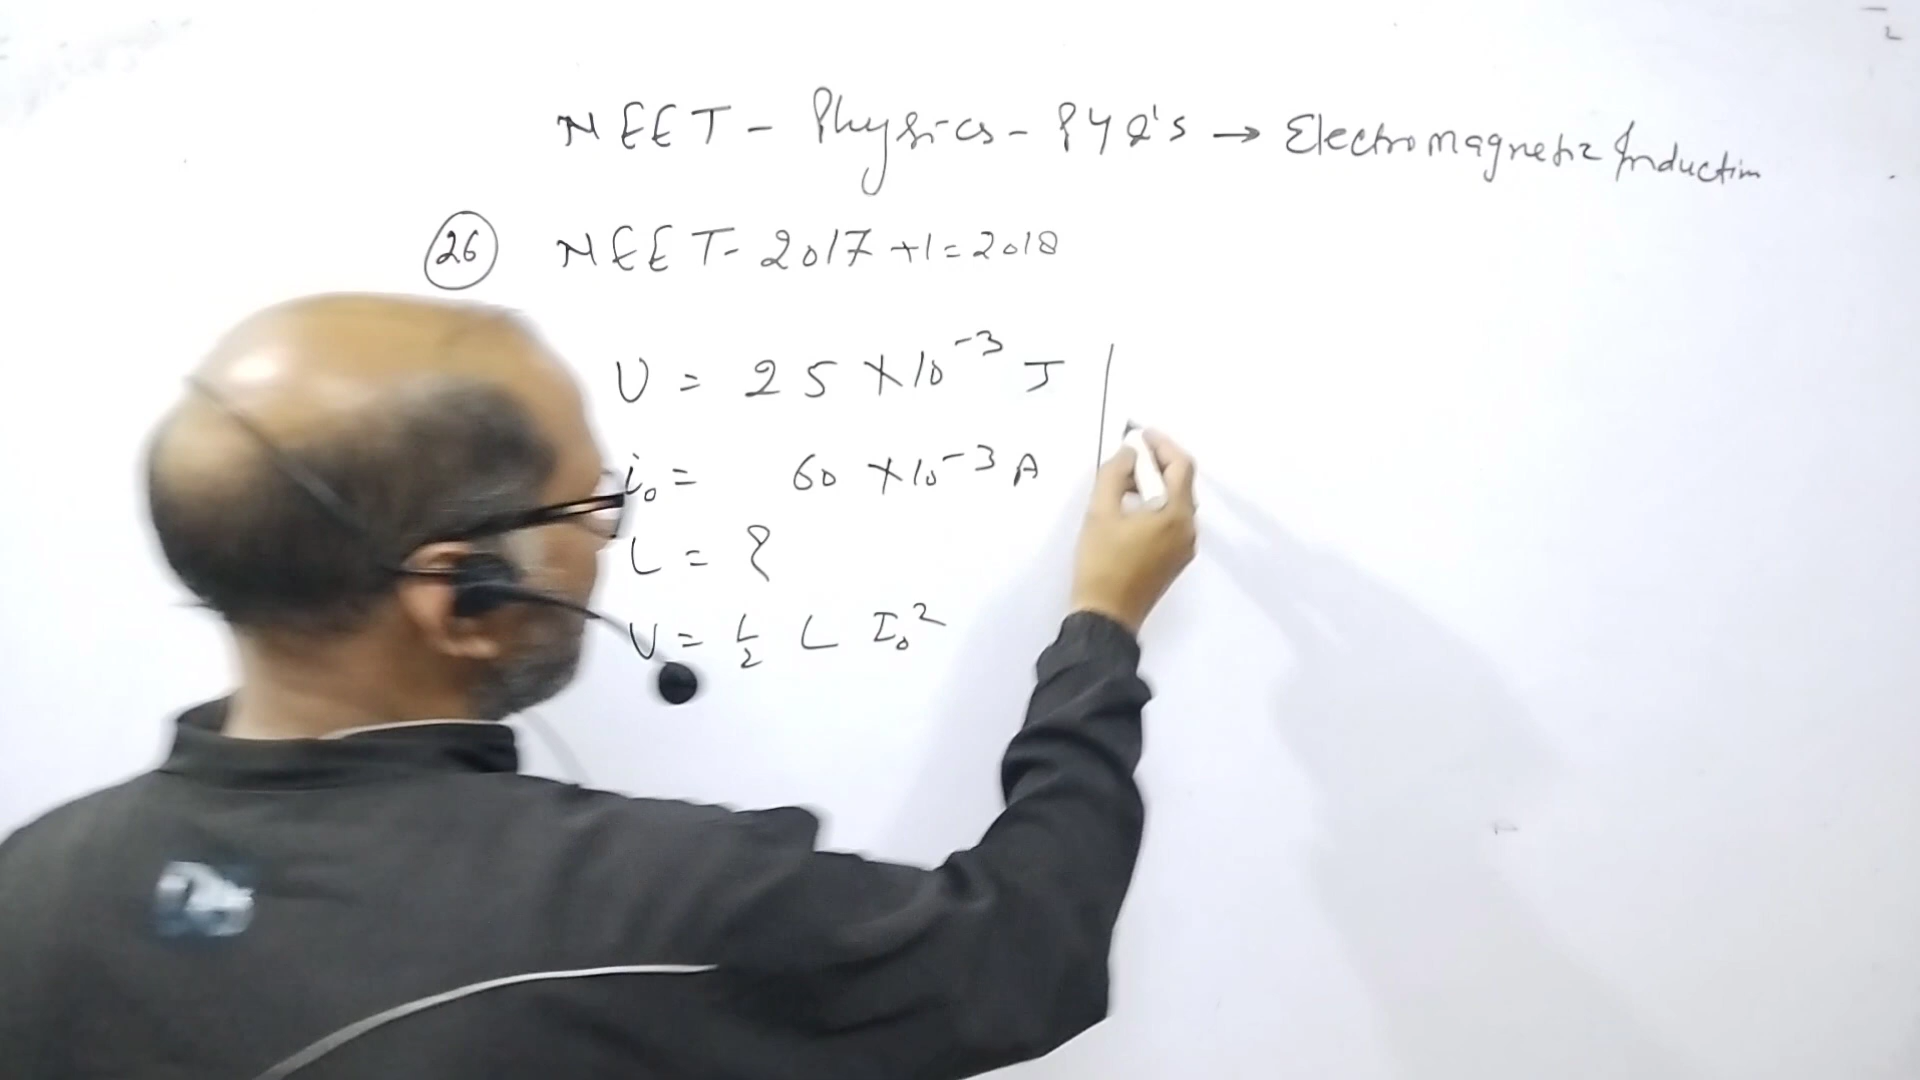 NEET - Physics - PYQ's → Electromagnetic Induction
26 NEET - 2017 +1 = 2018
U = 25 × 10⁻³ J
i₀ = 60 × 10⁻³ A
L = ?
U = 1/2 L I₀²